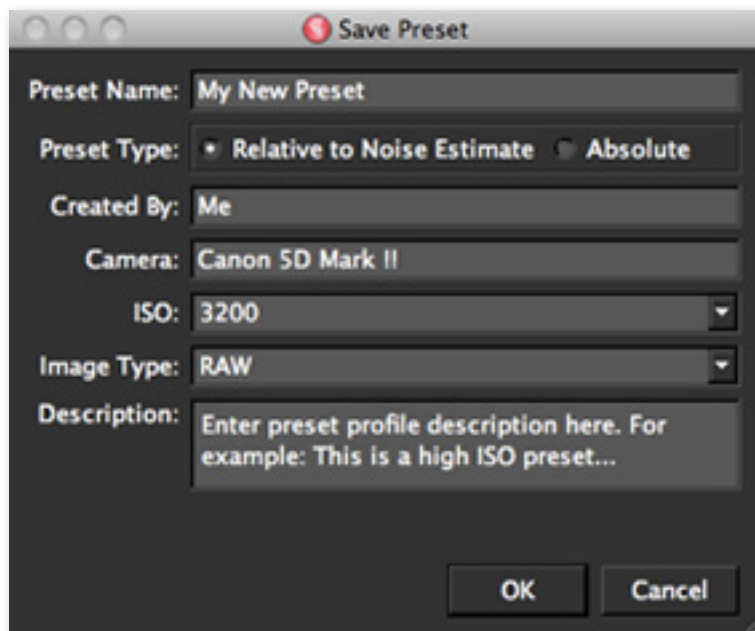 Save Preset
Preset Name: My New Preset
Preset Type: Relative to Noise Estimate Absolute
Created By: Me
Camera: Canon 5D Mark !!
ISO: 3200
Image Type: RAW
Description: Enter preset profile description here. For
example: This is a high ISO preset...
OK Cancel